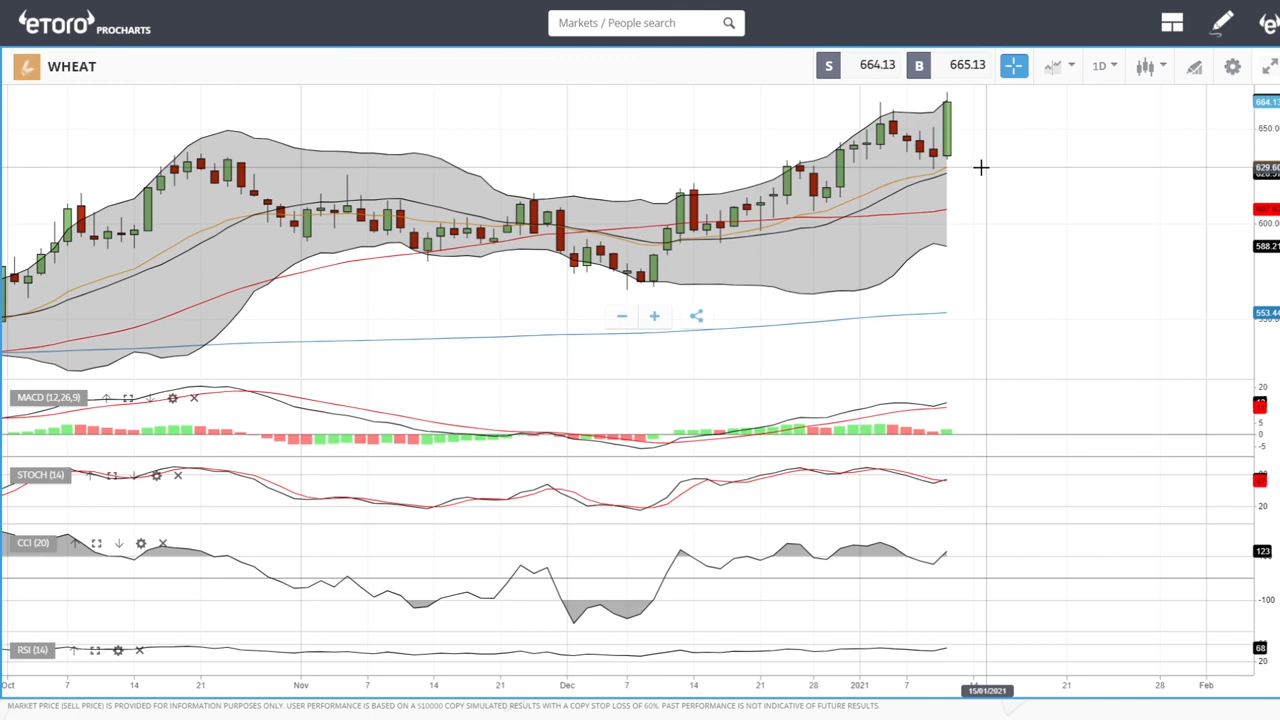 eToro PROCHARTS
Markets / People search
WHEAT
S 664.13 B 665.13 1D
664.13
650.0
629.60
600.0
588.21
553.44
MACD (12,26,9)
20
5
0
-5
STOCH (14)
20
CCI (20)
123
-100
RSI (14)
68
20
Oct 7 14 21 Nov 7 14 21 Dec 7 14 21 28 2021 7 14 21 28 Feb
15/01/2021
MARKET PRICE (SELL PRICE) IS PROVIDED FOR INFORMATION PURPOSES ONLY. USER PERFORMANCE IS BASED ON A $10000 COPY SIMULATED RESULTS WITH A COPY STOP LOSS OF 60%. PAST PERFORMANCE IS NOT INDICATIVE OF FUTURE RESULTS.